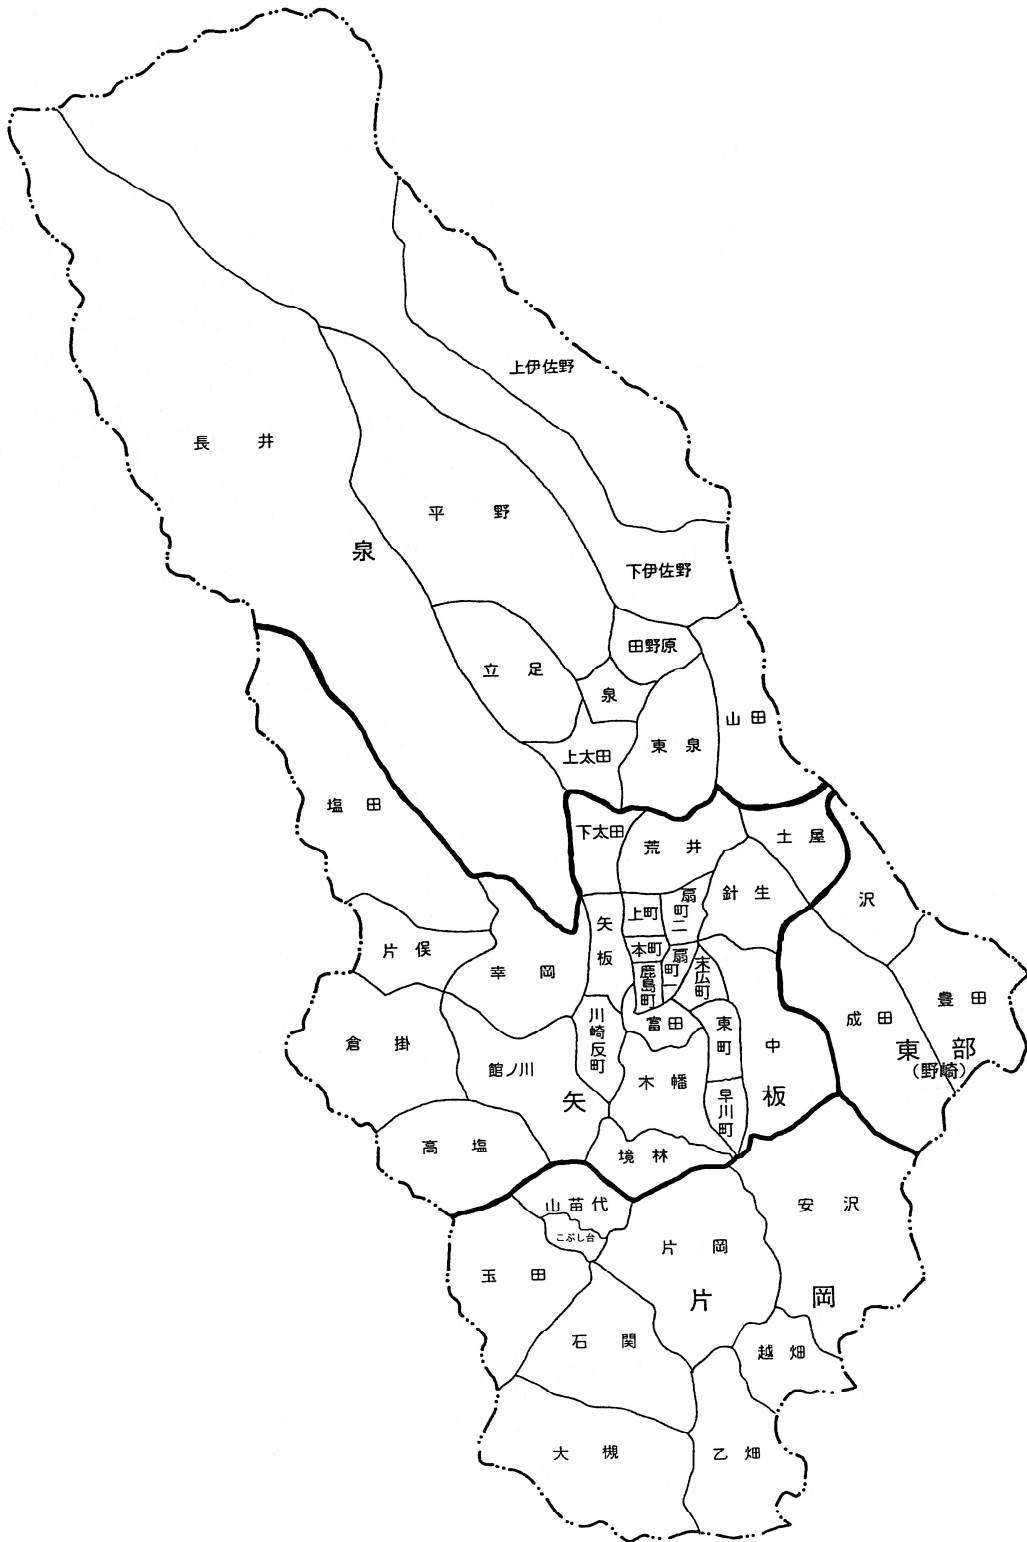 上伊佐野
長井
平野
泉
下伊佐野
田野原
立足
泉
山田
東泉
上太田
塩田
下太田
土屋
荒井
針生
扇町二
沢
上町
矢板
片俣
本町
扇町一
幸岡
鹿島町
末広町
豊田
成田
川崎反町
富田
東町
倉掛
中
東部
（野崎）
館ノ川
木幡
矢板
早川町
高塩
境林
山苗代
安沢
こぶし台
片岡
玉田
片岡
石関
越畑
大槻
乙畑